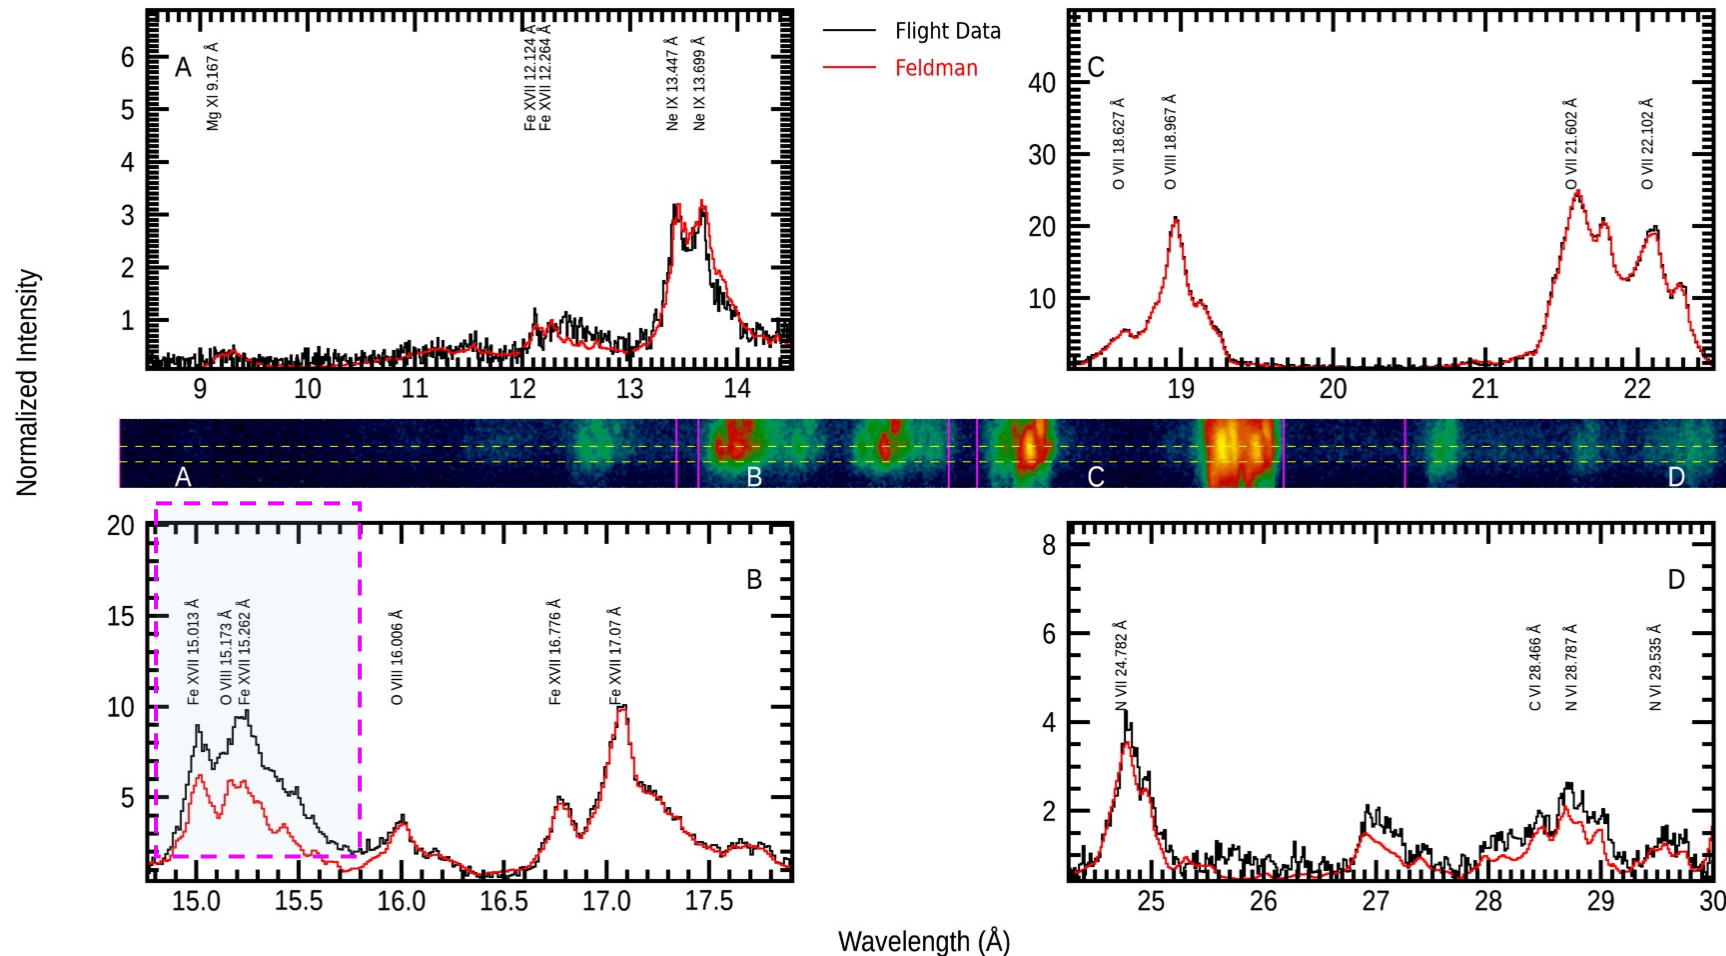 Normalized Intensity
A
Mg XI 9.167 Å
Fe XVII 12.124 Å
Fe XVII 12.264 Å
Ne IX 13.447 Å
Ne IX 13.699 Å
6
5
4
3
2
1
9 10 11 12 13 14
Flight Data
Feldman
C
O VII 18.627 Å
O VIII 18.967 Å
O VII 21.602 Å
O VII 22.102 Å
40
30
20
10
19 20 21 22
A B C D
B
Fe XVII 15.013 Å
O VIII 15.173 Å
Fe XVII 15.262 Å
O VIII 16.006 Å
Fe XVII 16.776 Å
Fe XVII 17.07 Å
20
15
10
5
15.0 15.5 16.0 16.5 17.0 17.5
D
N VII 24.782 Å
C VI 28.466 Å
N VI 28.787 Å
N VI 29.535 Å
8
6
4
2
25 26 27 28 29 30
Wavelength (Å)